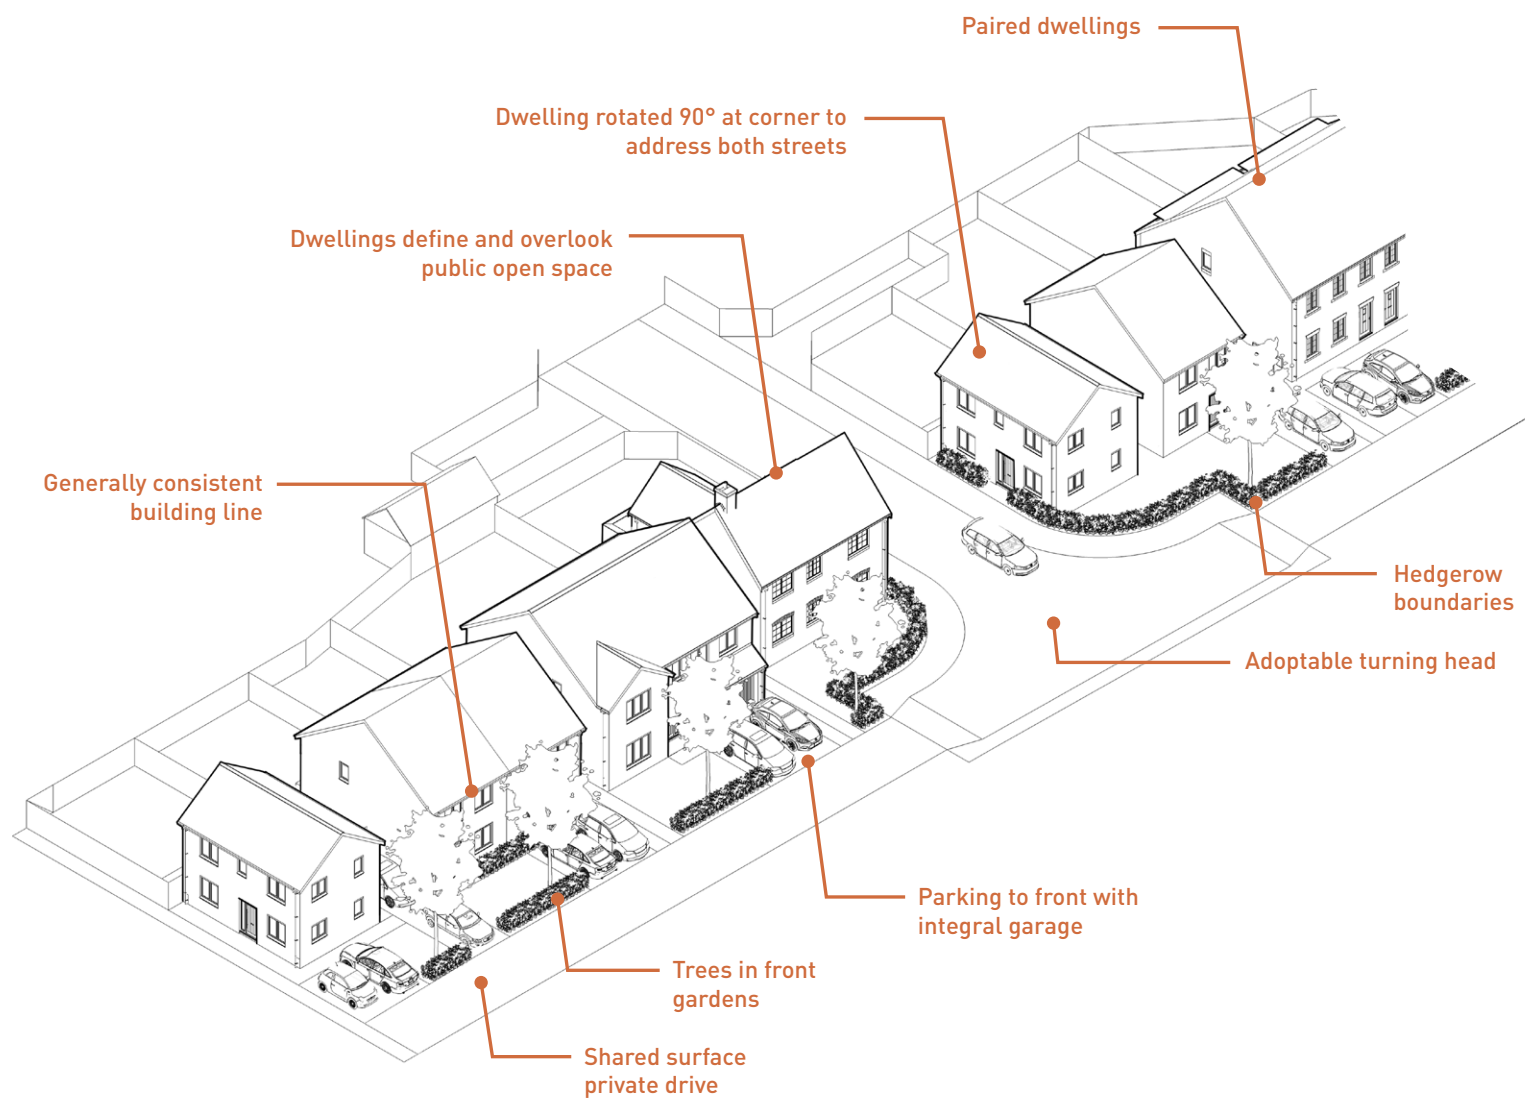 Paired dwellings
Dwelling rotated 90° at corner to
address both streets
Dwellings define and overlook
public open space
Generally consistent
building line
Hedgerow
boundaries
Adoptable turning head
Parking to front with
integral garage
Trees in front
gardens
Shared surface
private drive